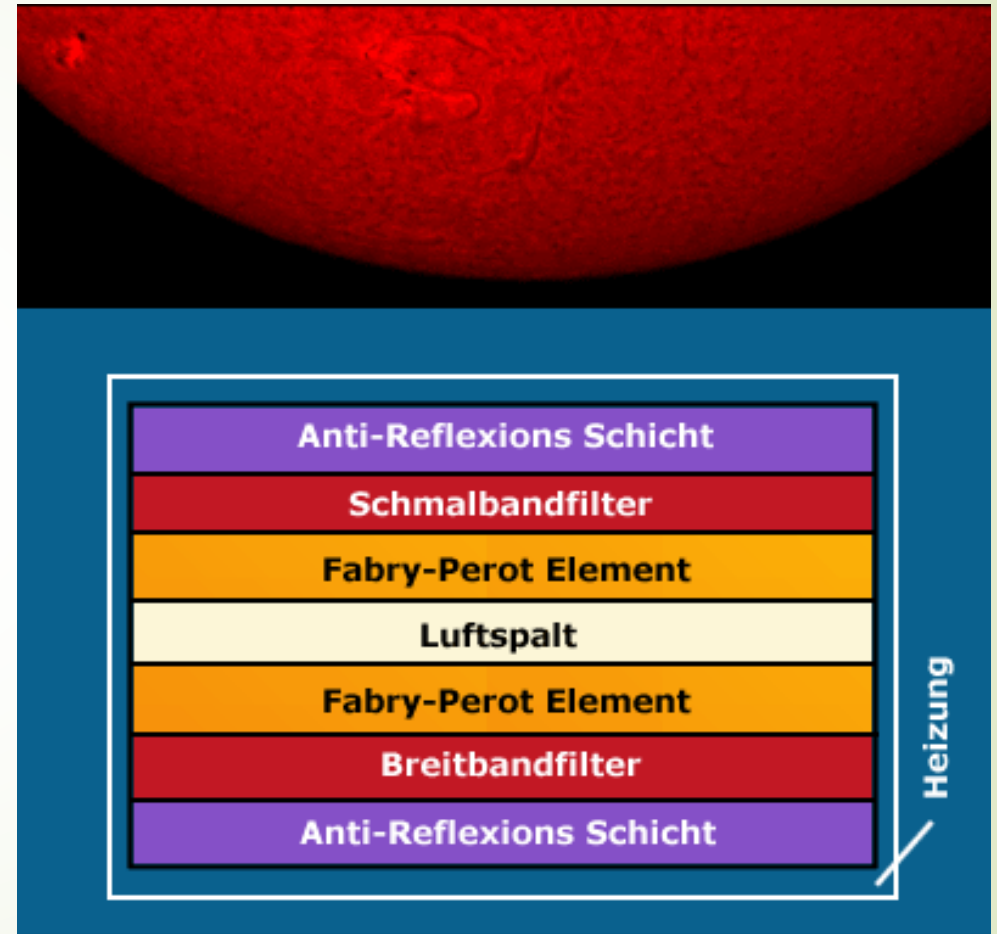 Anti-Reflexions Schicht
Schmalbandfilter
Fabry-Perot Element
Luftspalt
Fabry-Perot Element
Breitbandfilter
Anti-Reflexions Schicht
Heizung